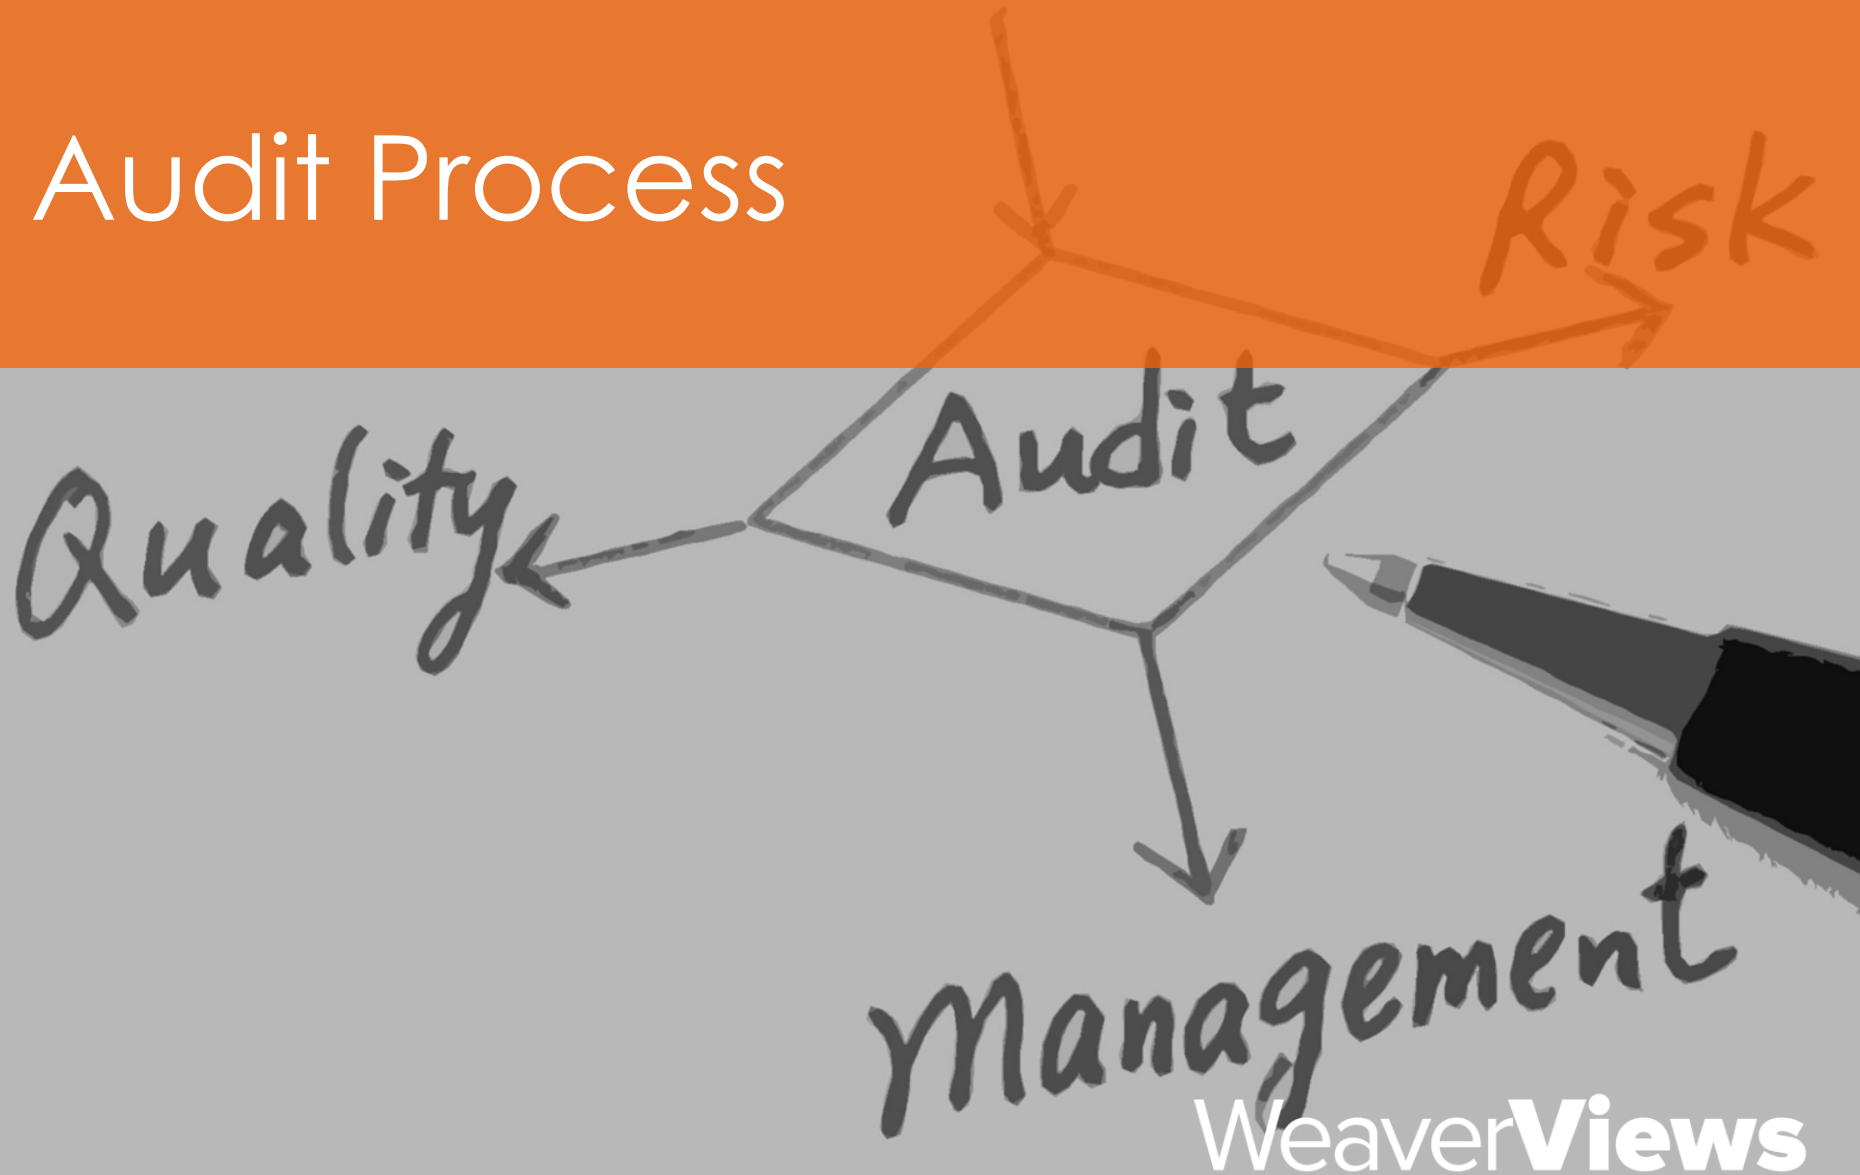 Audit Process
Risk
Audit
Quality
Management
WeaverViews